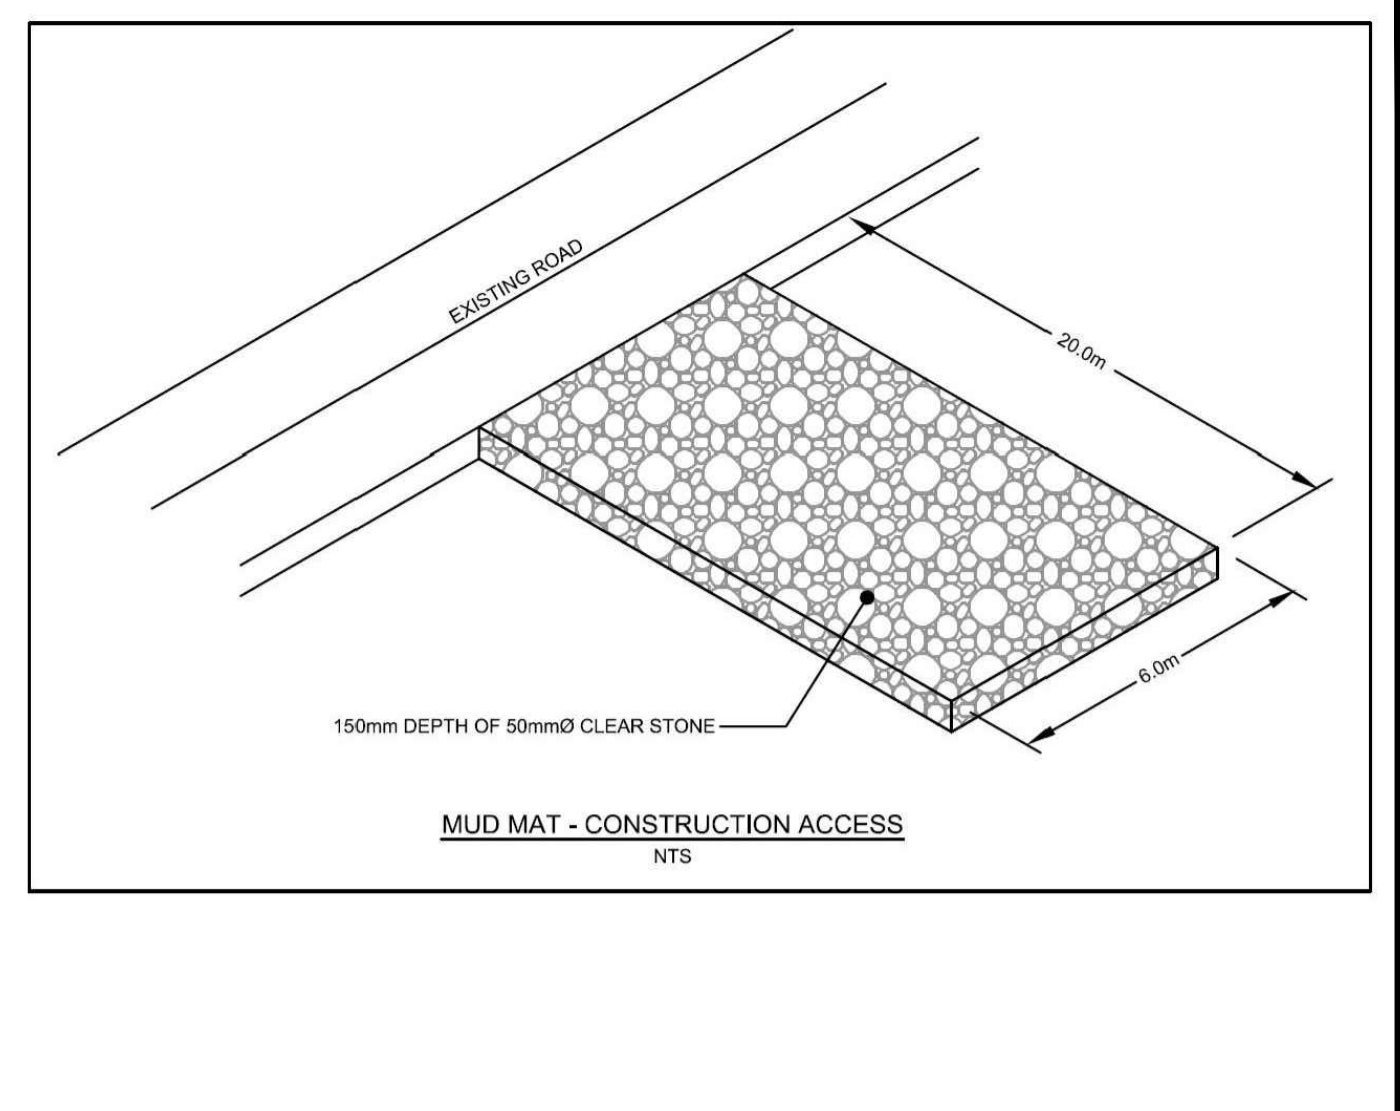 EXISTING ROAD
20.0m
6.0m
150mm DEPTH OF 50mmØ CLEAR STONE
MUD MAT - CONSTRUCTION ACCESS
NTS